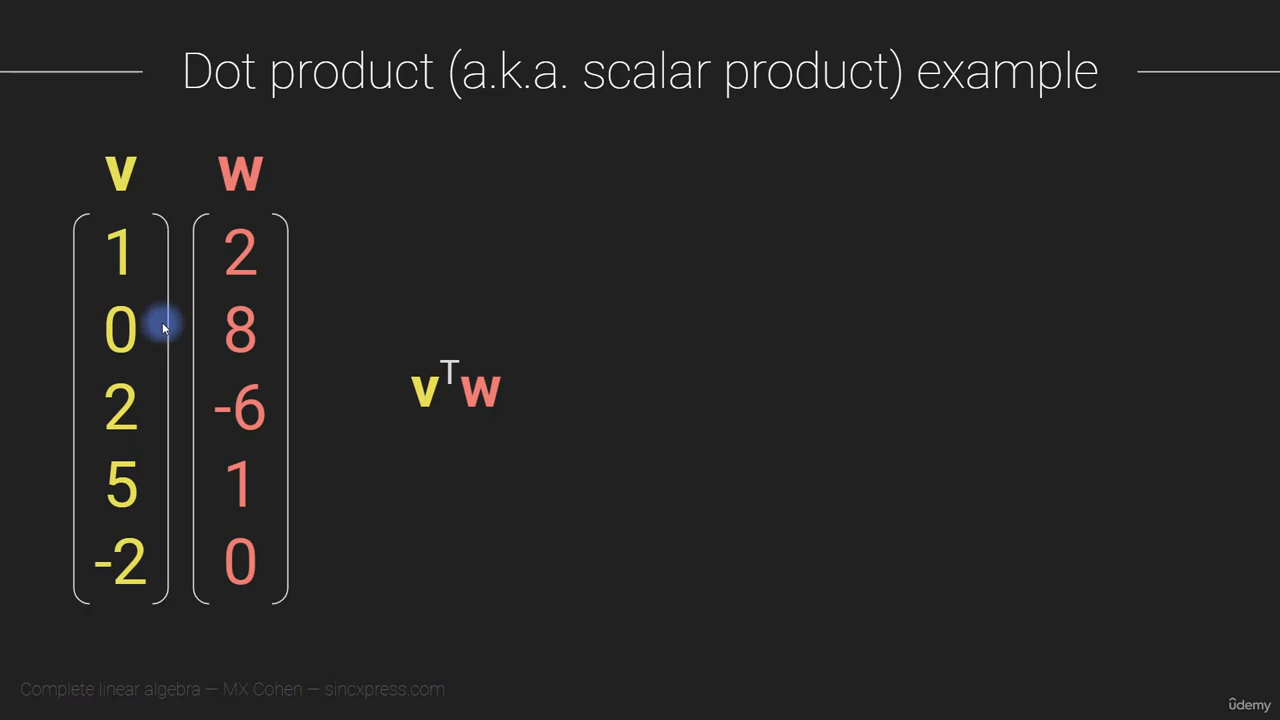 Dot product (a.k.a. scalar product) example
v w
1 2
0 8
2 -6
5 1
-2 0
vᵀw
Complete linear algebra — MX Cohen — sincxpress.com
ûdemy